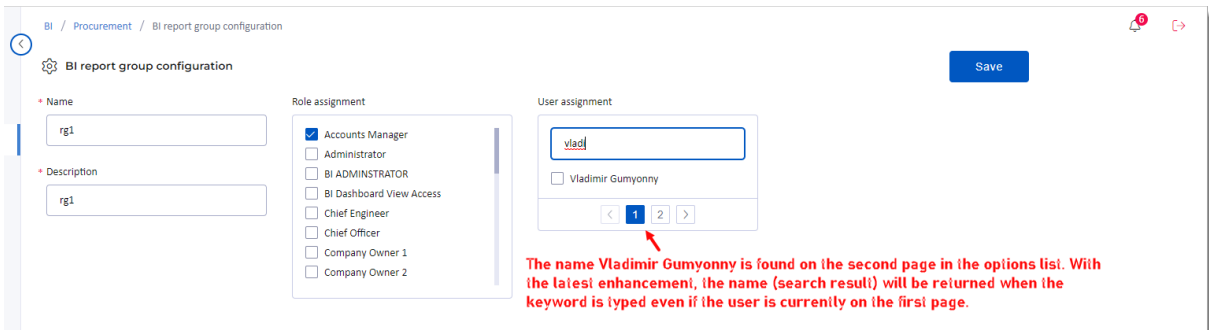 BI / Procurement / BI report group configuration
6
BI report group configuration
Save
* Name
Role assignment
User assignment
rg1
Accounts Manager
vladi
Administrator
* Description
BI ADMINSTRATOR
Vladimir Gumyonny
rg1
BI Dashboard View Access
Chief Engineer
1 2
Chief Officer
Company Owner 1
Company Owner 2
The name Vladimir Gumyonny is found on the second page in the options list. With
the latest enhancement, the name (search result) will be returned when the
keyword is typed even if the user is currently on the first page.